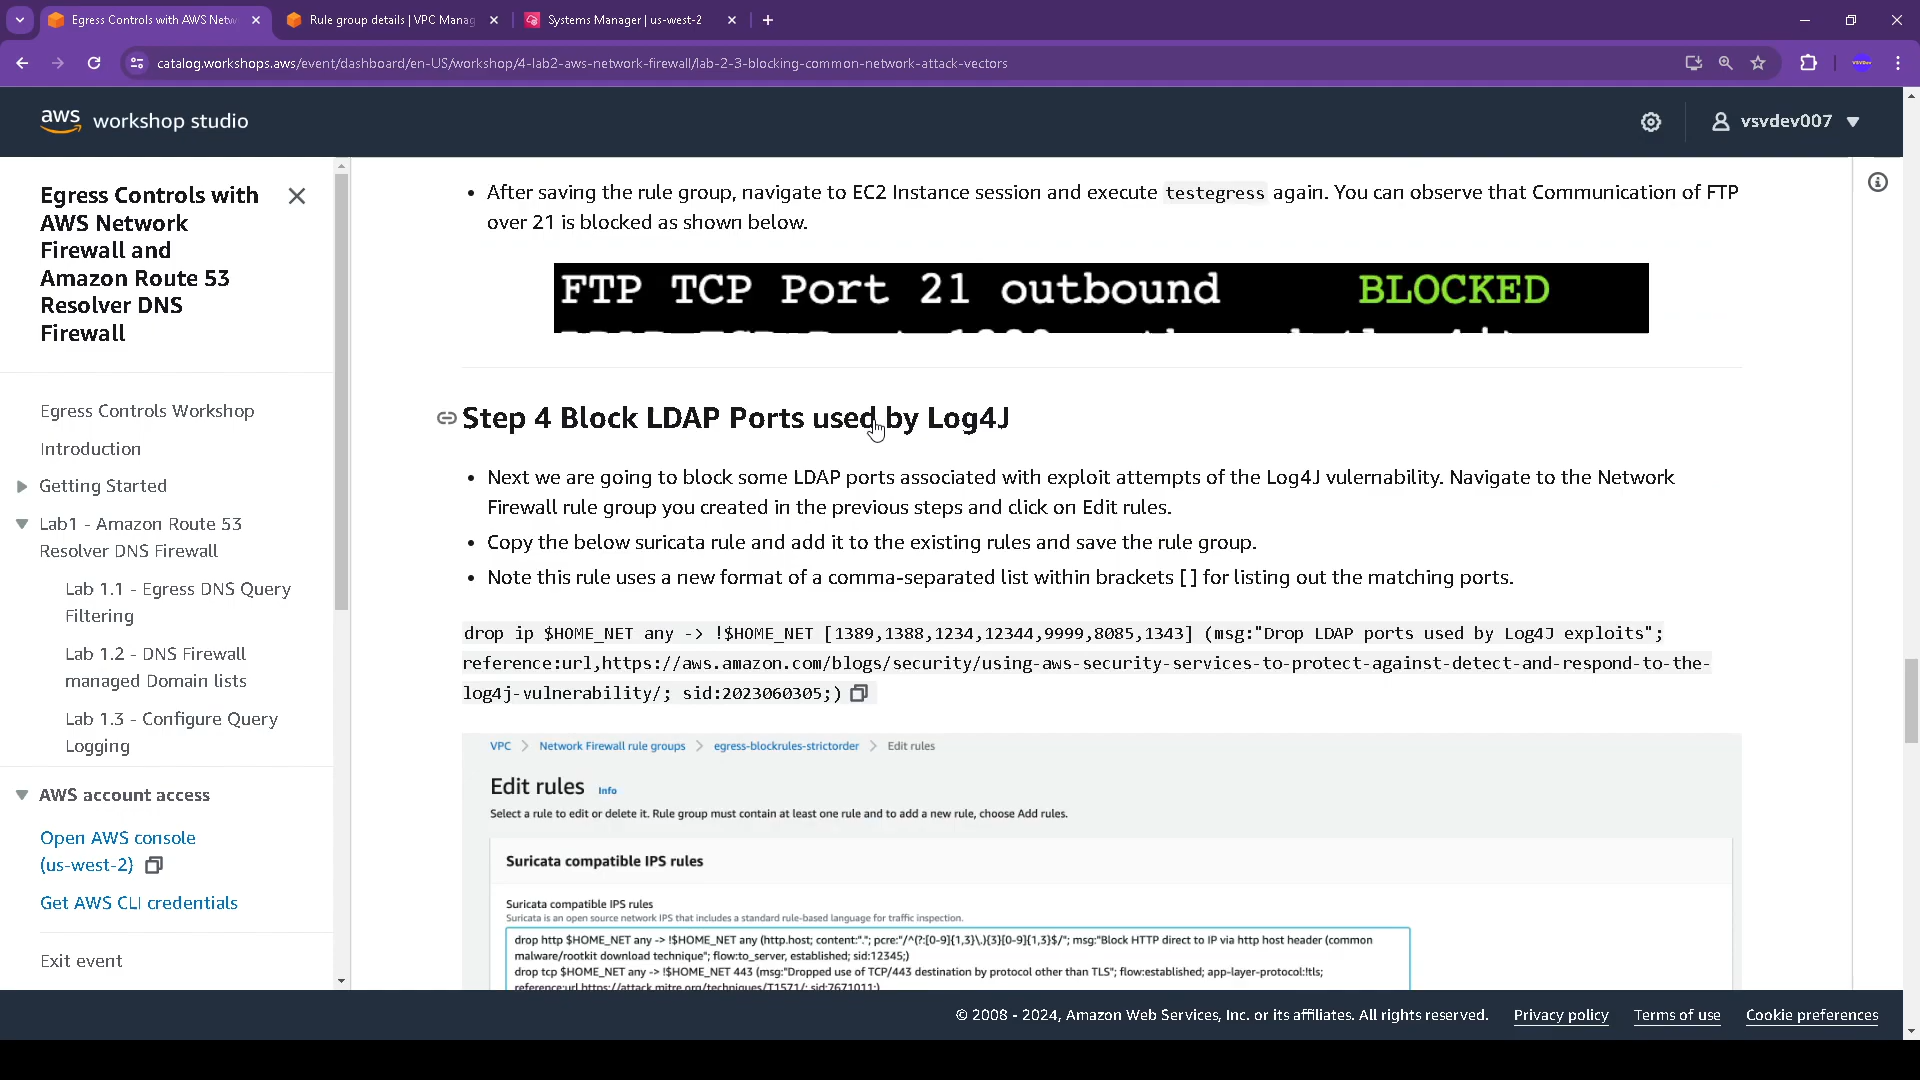 Egress Controls with AWS Netw
Rule group details | VPC Manag
Systems Manager | us-west-2
catalog.workshops.aws/event/dashboard/en-US/workshop/4-lab2-aws-network-firewall/lab-2-3-blocking-common-network-attack-vectors
aws workshop studio
vsvdev007
Egress Controls with
AWS Network
Firewall and
Amazon Route 53
Resolver DNS
Firewall
Egress Controls Workshop
Introduction
Getting Started
Lab1 - Amazon Route 53
Resolver DNS Firewall
Lab 1.1 - Egress DNS Query
Filtering
Lab 1.2 - DNS Firewall
managed Domain lists
Lab 1.3 - Configure Query
Logging
AWS account access
Open AWS console
(us-west-2)
Get AWS CLI credentials
Exit event
After saving the rule group, navigate to EC2 Instance session and execute testegress again. You can observe that Communication of FTP
over 21 is blocked as shown below.
FTP TCP Port 21 outbound BLOCKED
Step 4 Block LDAP Ports used by Log4J
Next we are going to block some LDAP ports associated with exploit attempts of the Log4J vulernability. Navigate to the Network
Firewall rule group you created in the previous steps and click on Edit rules.
Copy the below suricata rule and add it to the existing rules and save the rule group.
Note this rule uses a new format of a comma-separated list within brackets [] for listing out the matching ports.
drop ip $HOME_NET any -> !$HOME_NET [1389,1388,1234,12344,9999,8085,1343] (msg:"Drop LDAP ports used by Log4J exploits";
reference:url,https://aws.amazon.com/blogs/security/using-aws-security-services-to-protect-against-detect-and-respond-to-the-
log4j-vulnerability/; sid:2023060305;)
VPC > Network Firewall rule groups > egress-blockrules-strictorder > Edit rules
Edit rules Info
Select a rule to edit or delete it. Rule group must contain at least one rule and to add a new rule, choose Add rules.
Suricata compatible IPS rules
Suricata compatible IPS rules
Suricata is an open source network IPS that includes a standard rule-based language for traffic inspection.
drop http $HOME_NET any -> !$HOME_NET any (http.host; content:"."; pcre:"/^(?:[0-9]{1,3}\.){3}[0-9]{1,3}$/"; msg:"Block HTTP direct to IP via http host header (common
malware/rootkit download technique"; flow:to_server, established; sid:12345;)
drop tcp $HOME_NET any -> !$HOME_NET 443 (msg:"Dropped use of TCP/443 destination by protocol other than TLS"; flow:established; app-layer-protocol:!tls;
reference:url,https://attack.mitre.org/techniques/T1571/; sid:7671011;)
© 2008 - 2024, Amazon Web Services, Inc. or its affiliates. All rights reserved.
Privacy policy
Terms of use
Cookie preferences